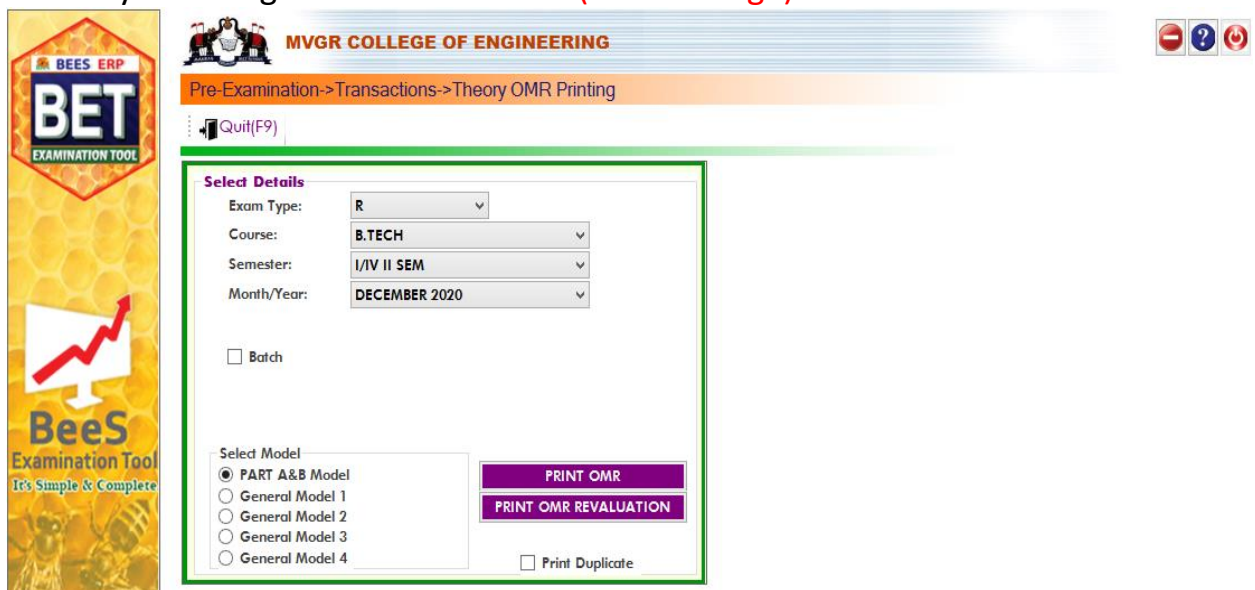 BEES ERP
BET
EXAMINATION TOOL
MVGR COLLEGE OF ENGINEERING
Pre-Examination->Transactions->Theory OMR Printing
Quit(F9)
Select Details
Exam Type: R
Course: B.TECH
Semester: I/IV II SEM
Month/Year: DECEMBER 2020
Batch
BeeS
Examination Tool
It's Simple & Complete
Select Model
PART A&B Model
General Model 1
General Model 2
General Model 3
General Model 4
PRINT OMR
PRINT OMR REVALUATION
Print Duplicate